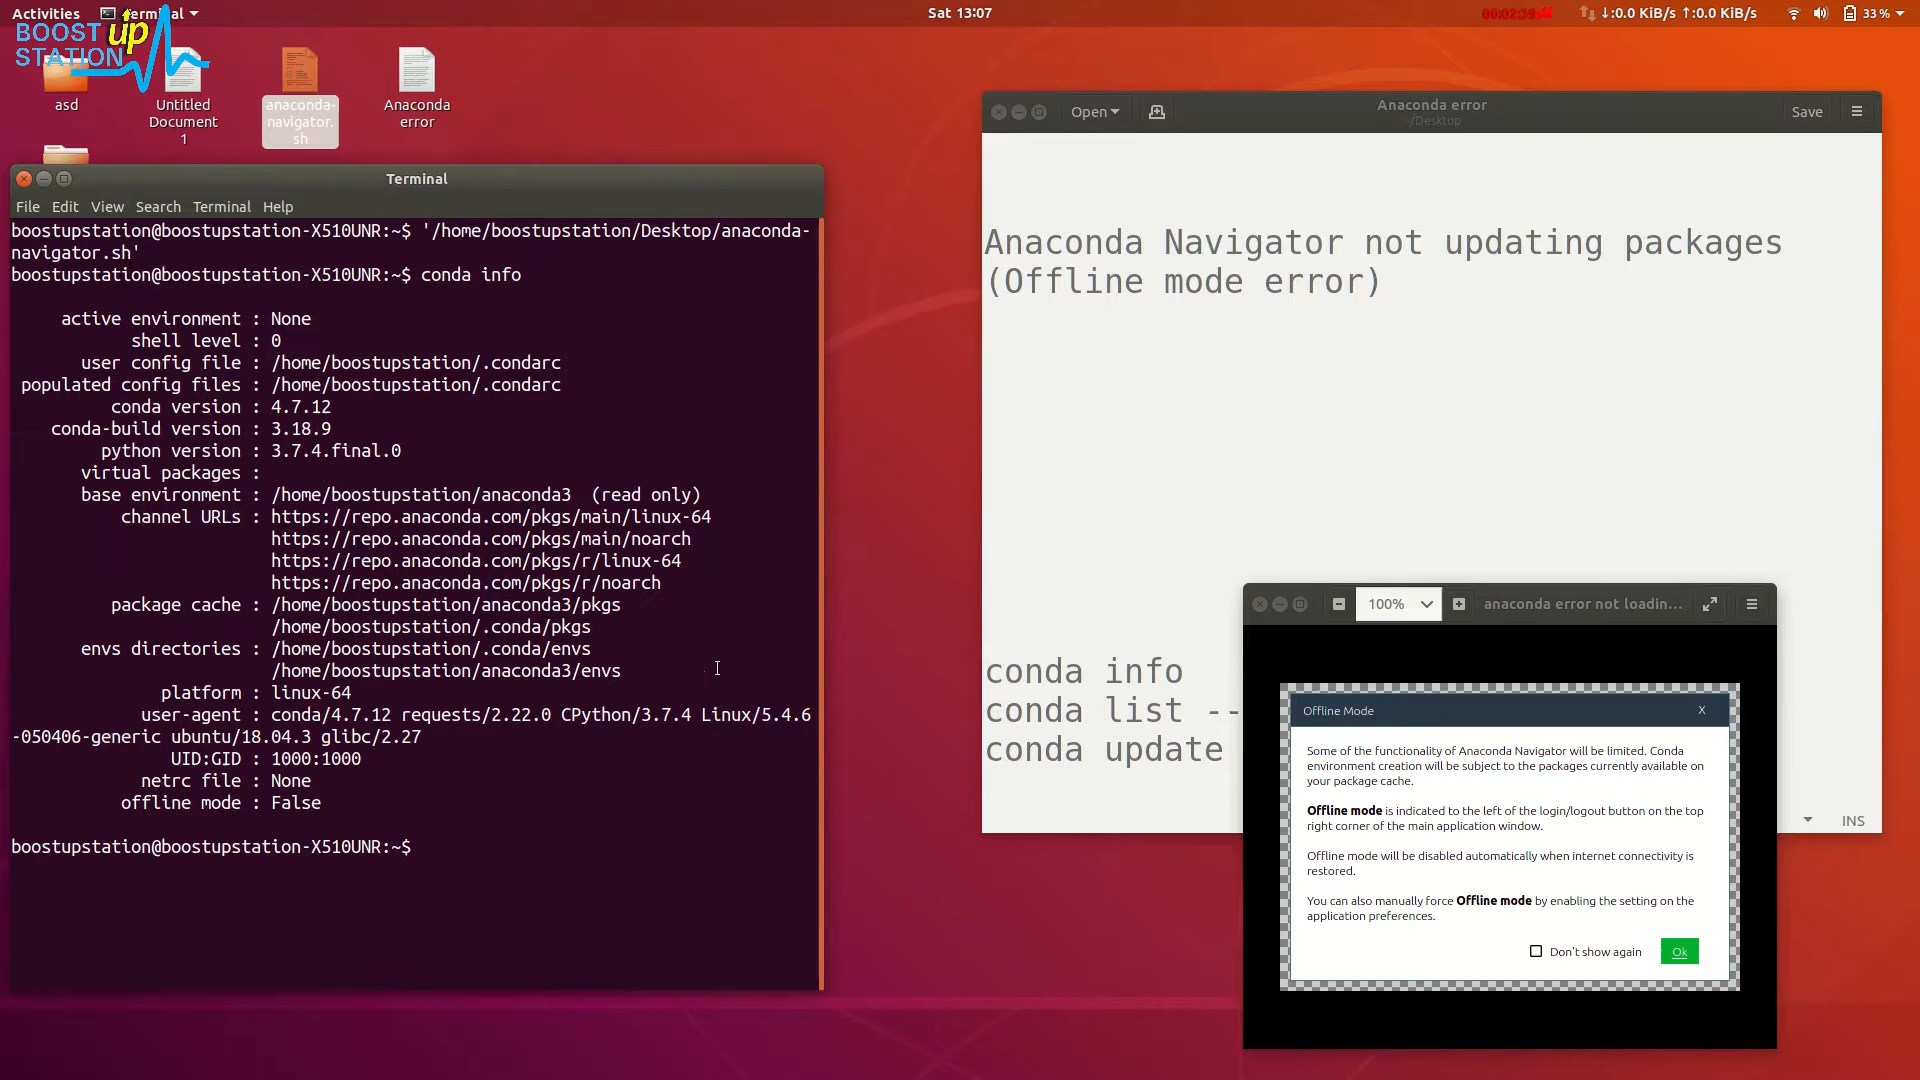 Activities
Terminal
Sat 13:07
↓:0.0 KiB/s ↑:0.0 KiB/s
33 %
BOOST up
STATION
asd
Untitled
Document
1
anaconda-
navigator.
sh
Anaconda
error
Terminal
File Edit View Search Terminal Help
boostupstation@boostupstation-X510UNR:~$ '/home/boostupstation/Desktop/anaconda-
navigator.sh'
boostupstation@boostupstation-X510UNR:~$ conda info
active environment : None
shell level : 0
user config file : /home/boostupstation/.condarc
populated config files : /home/boostupstation/.condarc
conda version : 4.7.12
conda-build version : 3.18.9
python version : 3.7.4.final.0
virtual packages :
base environment : /home/boostupstation/anaconda3  (read only)
channel URLs : https://repo.anaconda.com/pkgs/main/linux-64
https://repo.anaconda.com/pkgs/main/noarch
https://repo.anaconda.com/pkgs/r/linux-64
https://repo.anaconda.com/pkgs/r/noarch
package cache : /home/boostupstation/anaconda3/pkgs
/home/boostupstation/.conda/pkgs
envs directories : /home/boostupstation/.conda/envs
/home/boostupstation/anaconda3/envs
platform : linux-64
user-agent : conda/4.7.12 requests/2.22.0 CPython/3.7.4 Linux/5.4.6
-050406-generic ubuntu/18.04.3 glibc/2.27
UID:GID : 1000:1000
netrc file : None
offline mode : False
boostupstation@boostupstation-X510UNR:~$
Open
Anaconda error
~/Desktop
Save
Anaconda Navigator not updating packages
(Offline mode error)
conda info
conda list --
conda update
INS
100%
anaconda error not loadin...
Offline Mode
X
Some of the functionality of Anaconda Navigator will be limited. Conda
environment creation will be subject to the packages currently available on
your package cache.
Offline mode is indicated to the left of the login/logout button on the top
right corner of the main application window.
Offline mode will be disabled automatically when internet connectivity is
restored.
You can also manually force Offline mode by enabling the setting on the
application preferences.
Don't show again
Ok